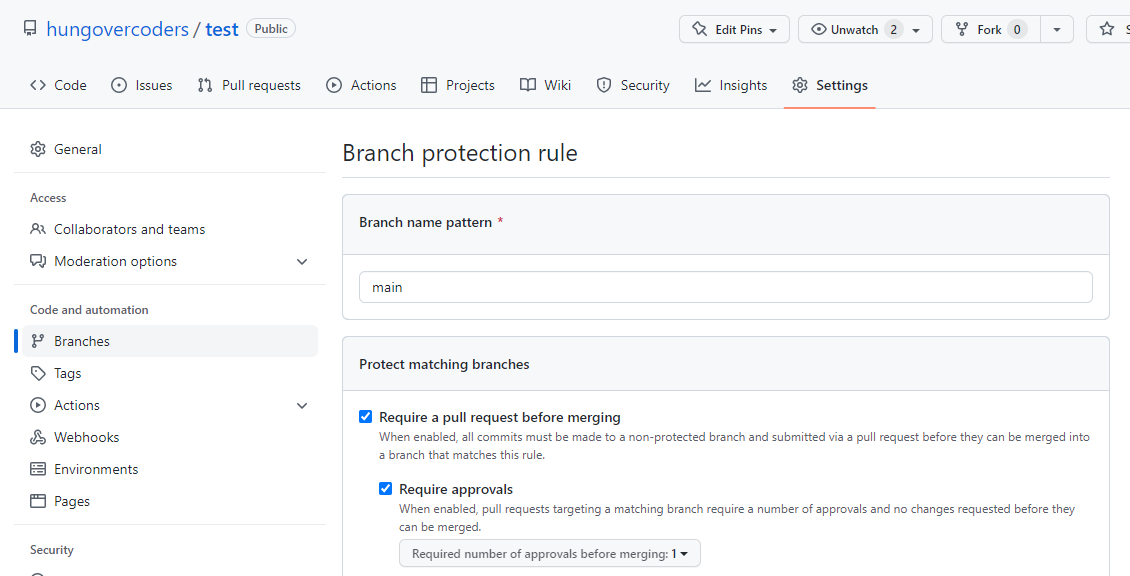 hungovercoders / test Public Edit Pins Unwatch 2 Fork 0
Code Issues Pull requests Actions Projects Wiki Security Insights Settings
General
Access
Collaborators and teams
Moderation options
Code and automation
Branches
Tags
Actions
Webhooks
Environments
Pages
Security
Branch protection rule
Branch name pattern *
main
Protect matching branches
Require a pull request before merging
When enabled, all commits must be made to a non-protected branch and submitted via a pull request before they can be merged into
a branch that matches this rule.
Require approvals
When enabled, pull requests targeting a matching branch require a number of approvals and no changes requested before they
can be merged.
Required number of approvals before merging: 1